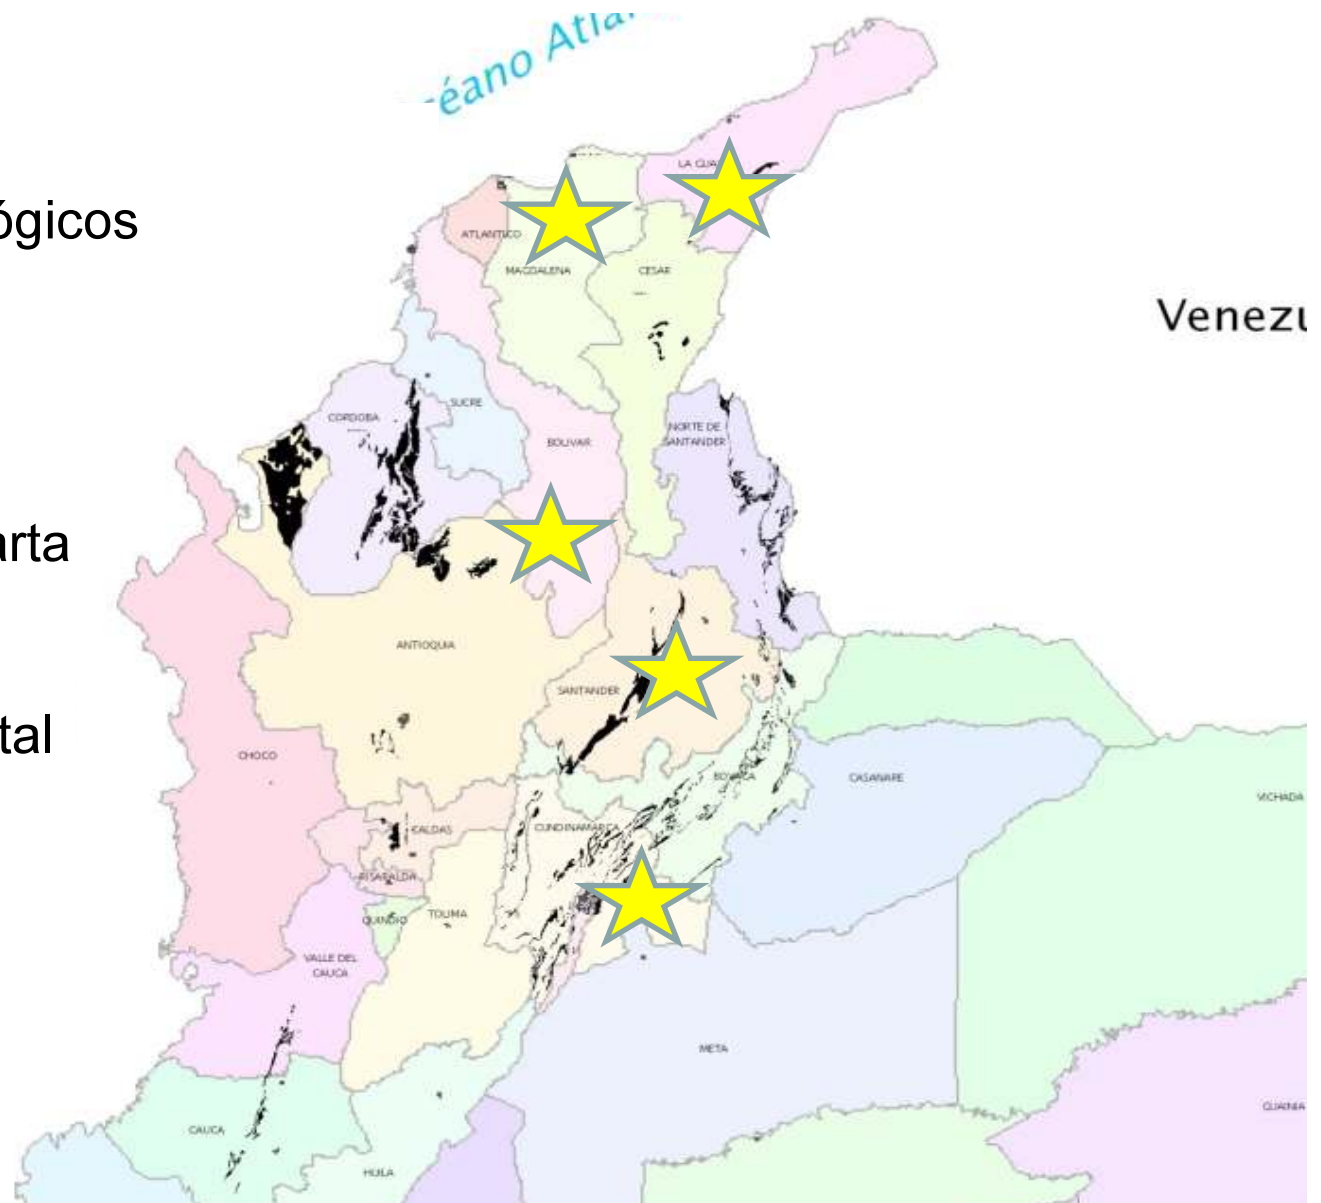 éano Atlan
LA GUA
ógicos
ATLANTICO
MAGDALENA
CESAR
Venezu
CORDOBA
SUCRE
BOLIVAR
NORTE DE
SANTANDER
arta
ANTIOQUIA
SANTANDER
tal
CHOCO
BOYACA
CASANARE
VICHADA
CALDAS
CUNDINAMARCA
RISARALDA
QUINDIO
TOLIMA
VALLE DEL
CAUCA
META
GUAINIA
CAUCA
HUILA